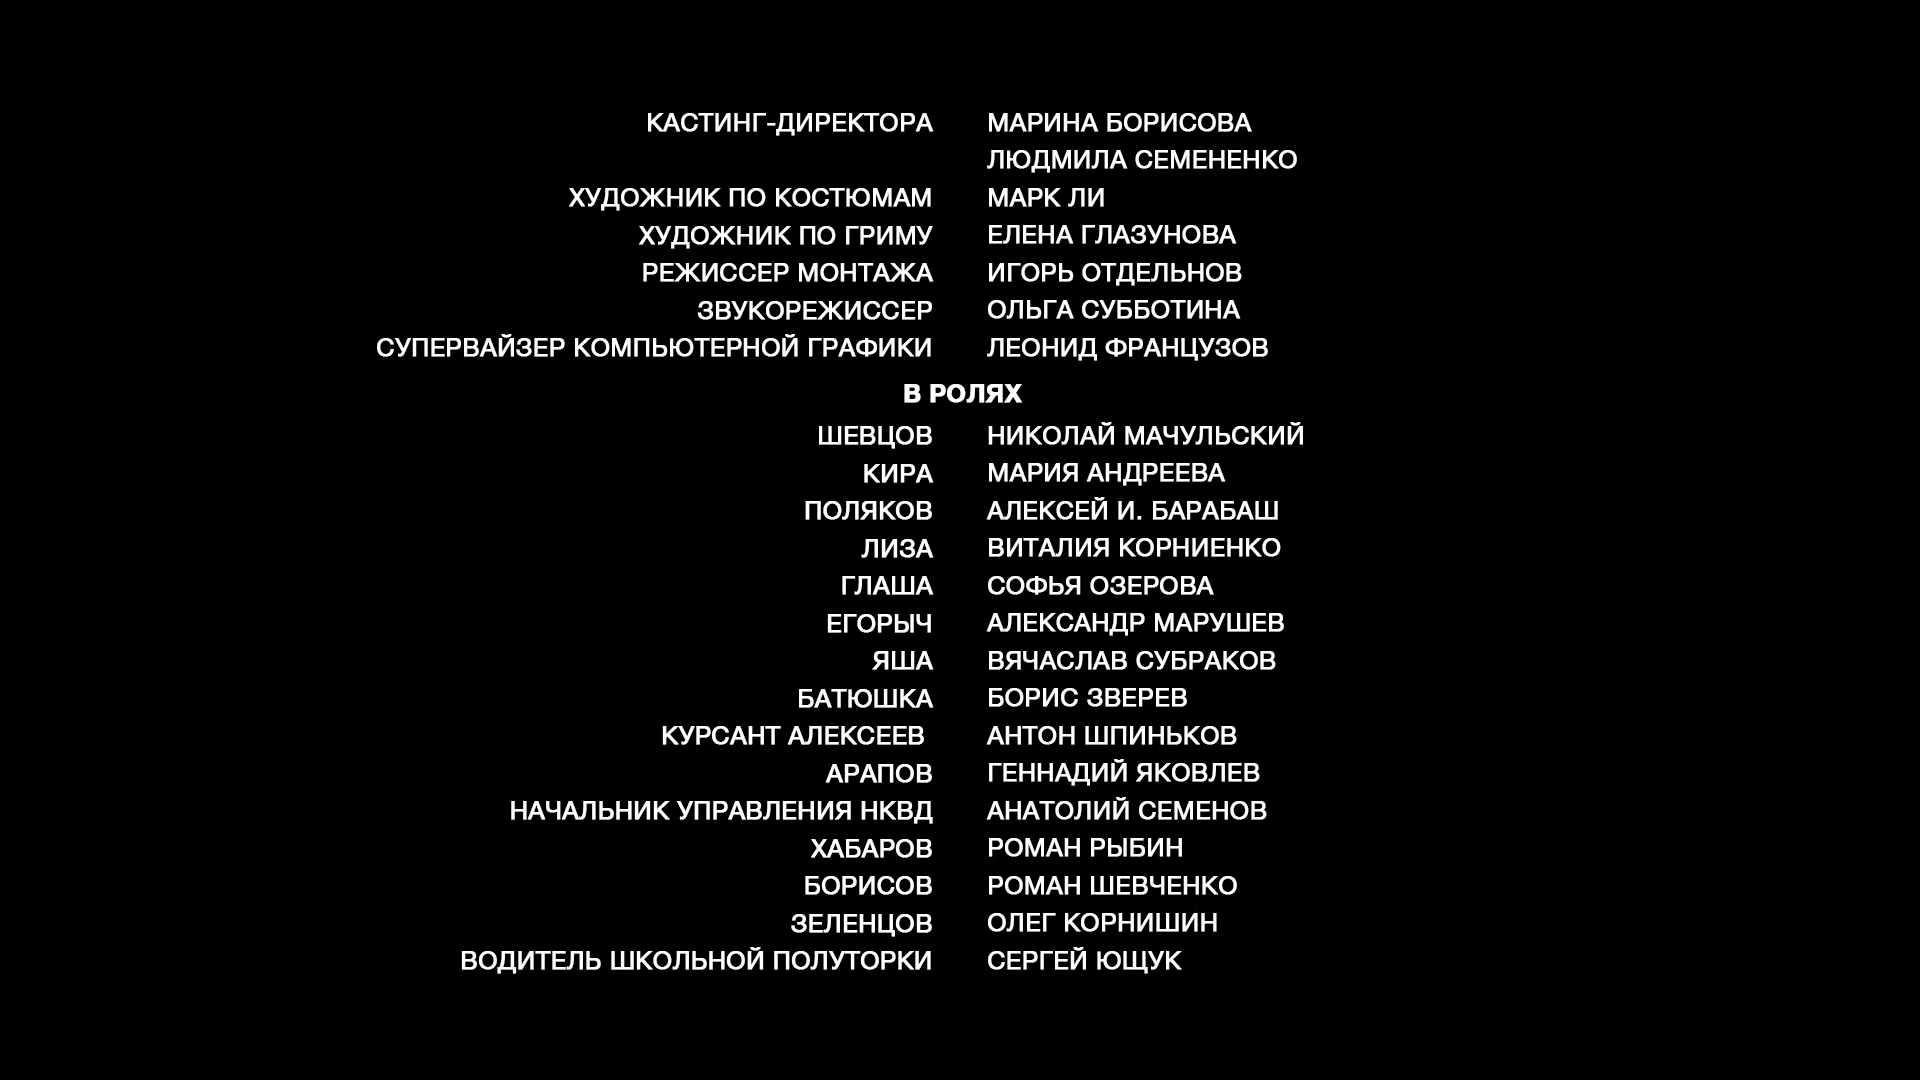 КАСТИНГ-ДИРЕКТОРА МАРИНА БОРИСОВА
ЛЮДМИЛА СЕМЕНЕНКО
ХУДОЖНИК ПО КОСТЮМАМ МАРК ЛИ
ХУДОЖНИК ПО ГРИМУ ЕЛЕНА ГЛАЗУНОВА
РЕЖИССЕР МОНТАЖА ИГОРЬ ОТДЕЛЬНОВ
ЗВУКОРЕЖИССЕР ОЛЬГА СУББОТИНА
СУПЕРВАЙЗЕР КОМПЬЮТЕРНОЙ ГРАФИКИ ЛЕОНИД ФРАНЦУЗОВ
В РОЛЯХ
ШЕВЦОВ НИКОЛАЙ МАЧУЛЬСКИЙ
КИРА МАРИЯ АНДРЕЕВА
ПОЛЯКОВ АЛЕКСЕЙ И. БАРАБАШ
ЛИЗА ВИТАЛИЯ КОРНИЕНКО
ГЛАША СОФЬЯ ОЗЕРОВА
ЕГОРЫЧ АЛЕКСАНДР МАРУШЕВ
ЯША ВЯЧАСЛАВ СУБРАКОВ
БАТЮШКА БОРИС ЗВЕРЕВ
КУРСАНТ АЛЕКСЕЕВ АНТОН ШПИНЬКОВ
АРАПОВ ГЕННАДИЙ ЯКОВЛЕВ
НАЧАЛЬНИК УПРАВЛЕНИЯ НКВД АНАТОЛИЙ СЕМЕНОВ
ХАБАРОВ РОМАН РЫБИН
БОРИСОВ РОМАН ШЕВЧЕНКО
ЗЕЛЕНЦОВ ОЛЕГ КОРНИШИН
ВОДИТЕЛЬ ШКОЛЬНОЙ ПОЛУТОРКИ СЕРГЕЙ ЮЩУК